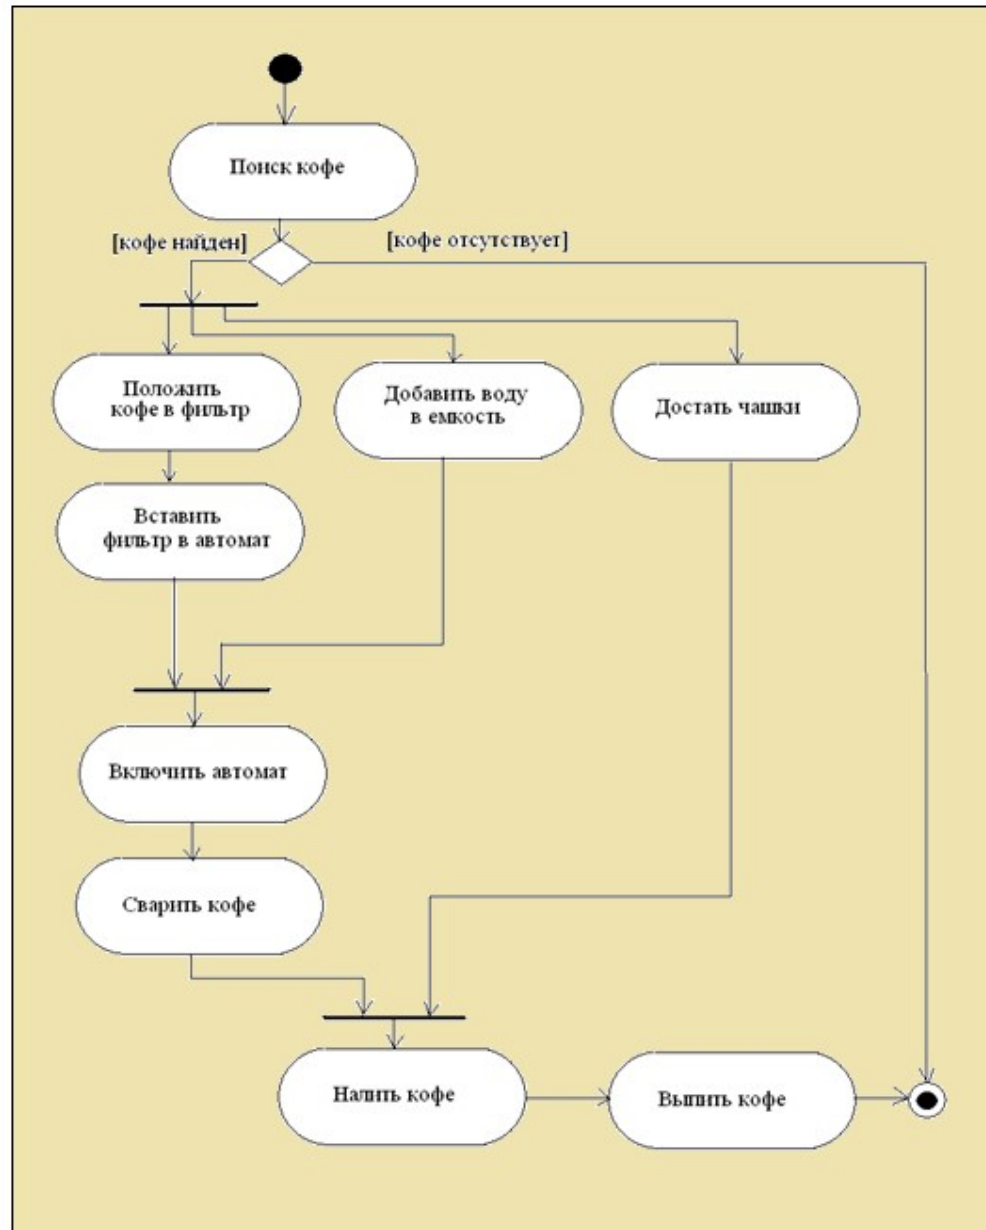 Поиск кофе
[кофе найден]
[кофе отсутствует]
Положить
кофе в фильтр
Добавить воду
в емкость
Достать чашки
Вставить
фильтр в автомат
Включить автомат
Сварить кофе
Налить кофе
Выпить кофе